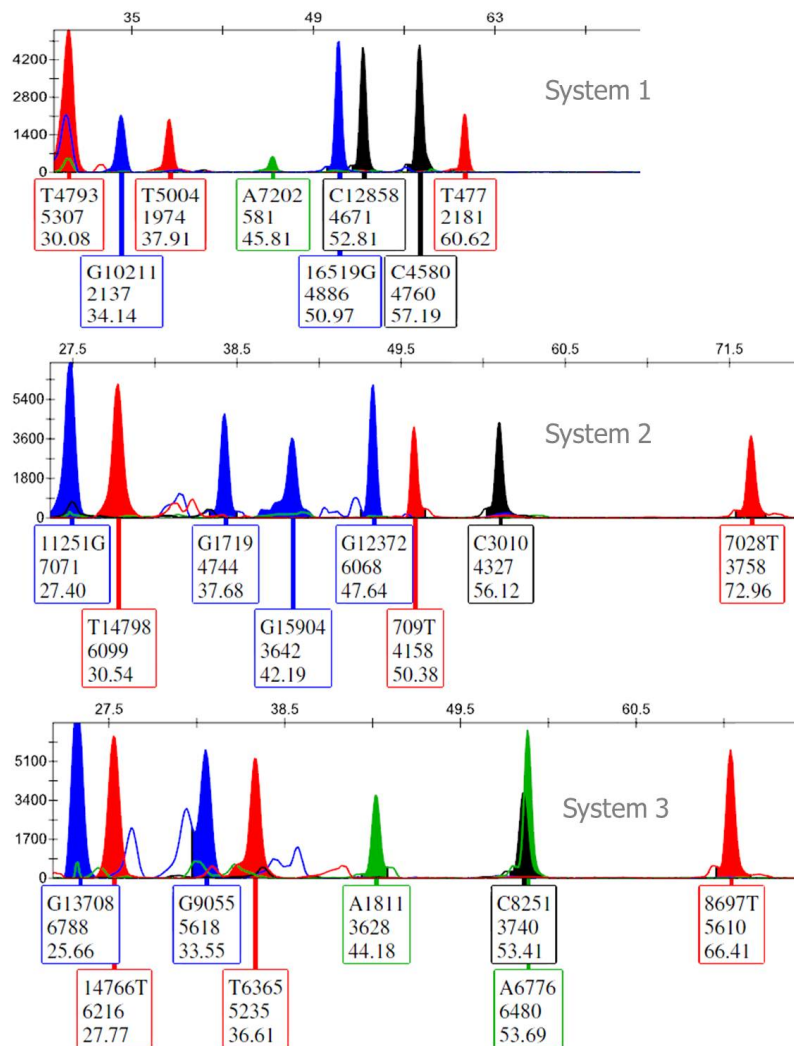 35 49 63
4200
2800
1400
0
System 1
T4793
5307
30.08
T5004
1974
37.91
A7202
581
45.81
C12858
4671
52.81
T477
2181
60.62
G10211
2137
34.14
16519G
4886
50.97
C4580
4760
57.19
27.5 38.5 49.5 60.5 71.5
5400
3600
1800
0
System 2
11251G
7071
27.40
G1719
4744
37.68
G12372
6068
47.64
C3010
4327
56.12
7028T
3758
72.96
T14798
6099
30.54
G15904
3642
42.19
709T
4158
50.38
27.5 38.5 49.5 60.5
5100
3400
1700
0
System 3
G13708
6788
25.66
G9055
5618
33.55
A1811
3628
44.18
C8251
3740
53.41
8697T
5610
66.41
14766T
6216
27.77
T6365
5235
36.61
A6776
6480
53.69